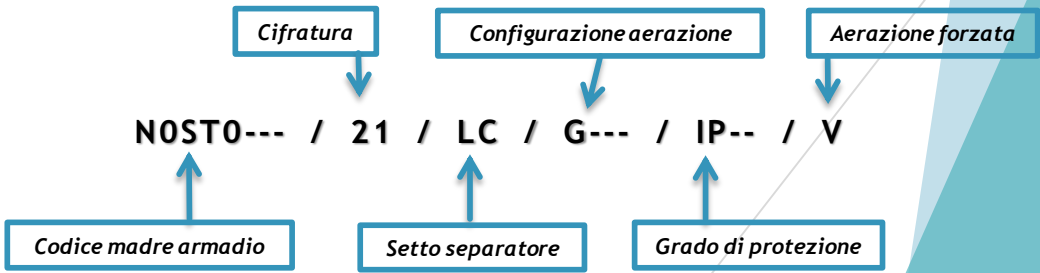 Cifratura
Configurazione aerazione
Aerazione forzata
N0ST0--- / 21 / LC / G--- / IP-- / V
Codice madre armadio
Setto separatore
Grado di protezione